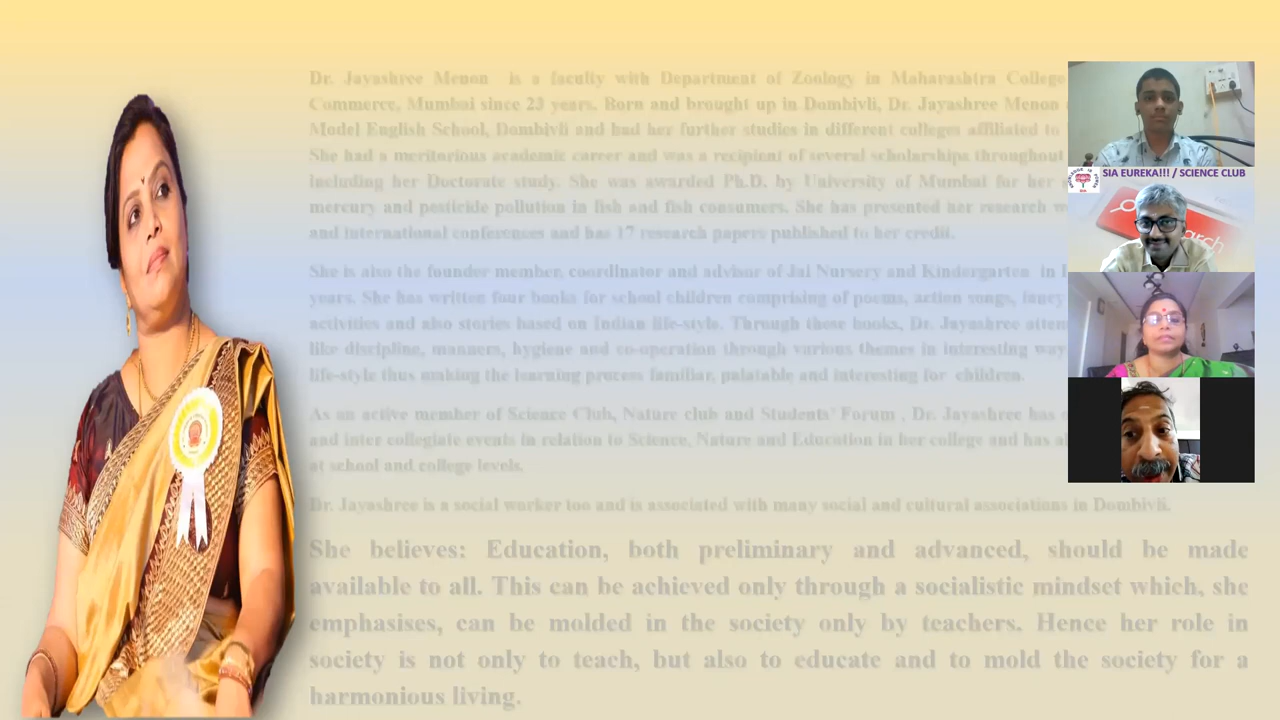 Dr. Jayashree Menon is a faculty with Department of Zoology in Maharashtra College
Commerce, Mumbai since 23 years. Born and brought up in Dombivli, Dr. Jayashree Menon
Model English School, Dombivli and had her further studies in different colleges affiliated to
She had a meritorious academic career and was a recipient of several scholarships throughout
including her Doctorate study. She was awarded Ph.D. by University of Mumbai for her
mercury and pesticide pollution in fish and fish consumers. She has presented her research
and international conferences and has 17 research papers published to her credit.
She is also the founder member, coordinator and advisor of Jai Nursery and Kindergarten in
years. She has written four books for school children comprising of poems, action songs, fancy
activities and also stories based on Indian life-style. Through these books, Dr. Jayashree
like discipline, manners, hygiene and co-operation through various themes in interesting way
life-style thus making the learning process familiar, palatable and interesting for children.
As an active member of Science Club, Nature club and Students' Forum , Dr. Jayashree has
and inter collegiate events in relation to Science, Nature and Education in her college and has
at school and college levels.
Dr. Jayashree is a social worker too and is associated with many social and cultural associations in Dombivli.
She believes: Education, both preliminary and advanced, should be made
available to all. This can be achieved only through a socialistic mindset which, she
emphasises, can be molded in the society only by teachers. Hence her role in
society is not only to teach, but also to educate and to mold the society for a
harmonious living.
SIA EUREKA!!! / SCIENCE CLUB